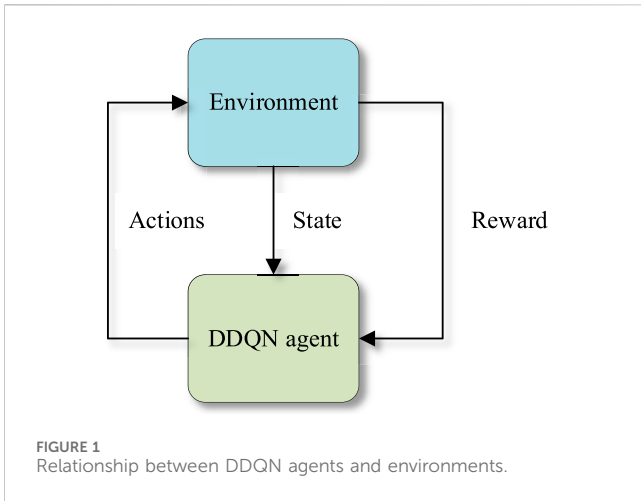 Environment
Actions
State
Reward
DDQN agent
FIGURE 1
Relationship between DDQN agents and environments.